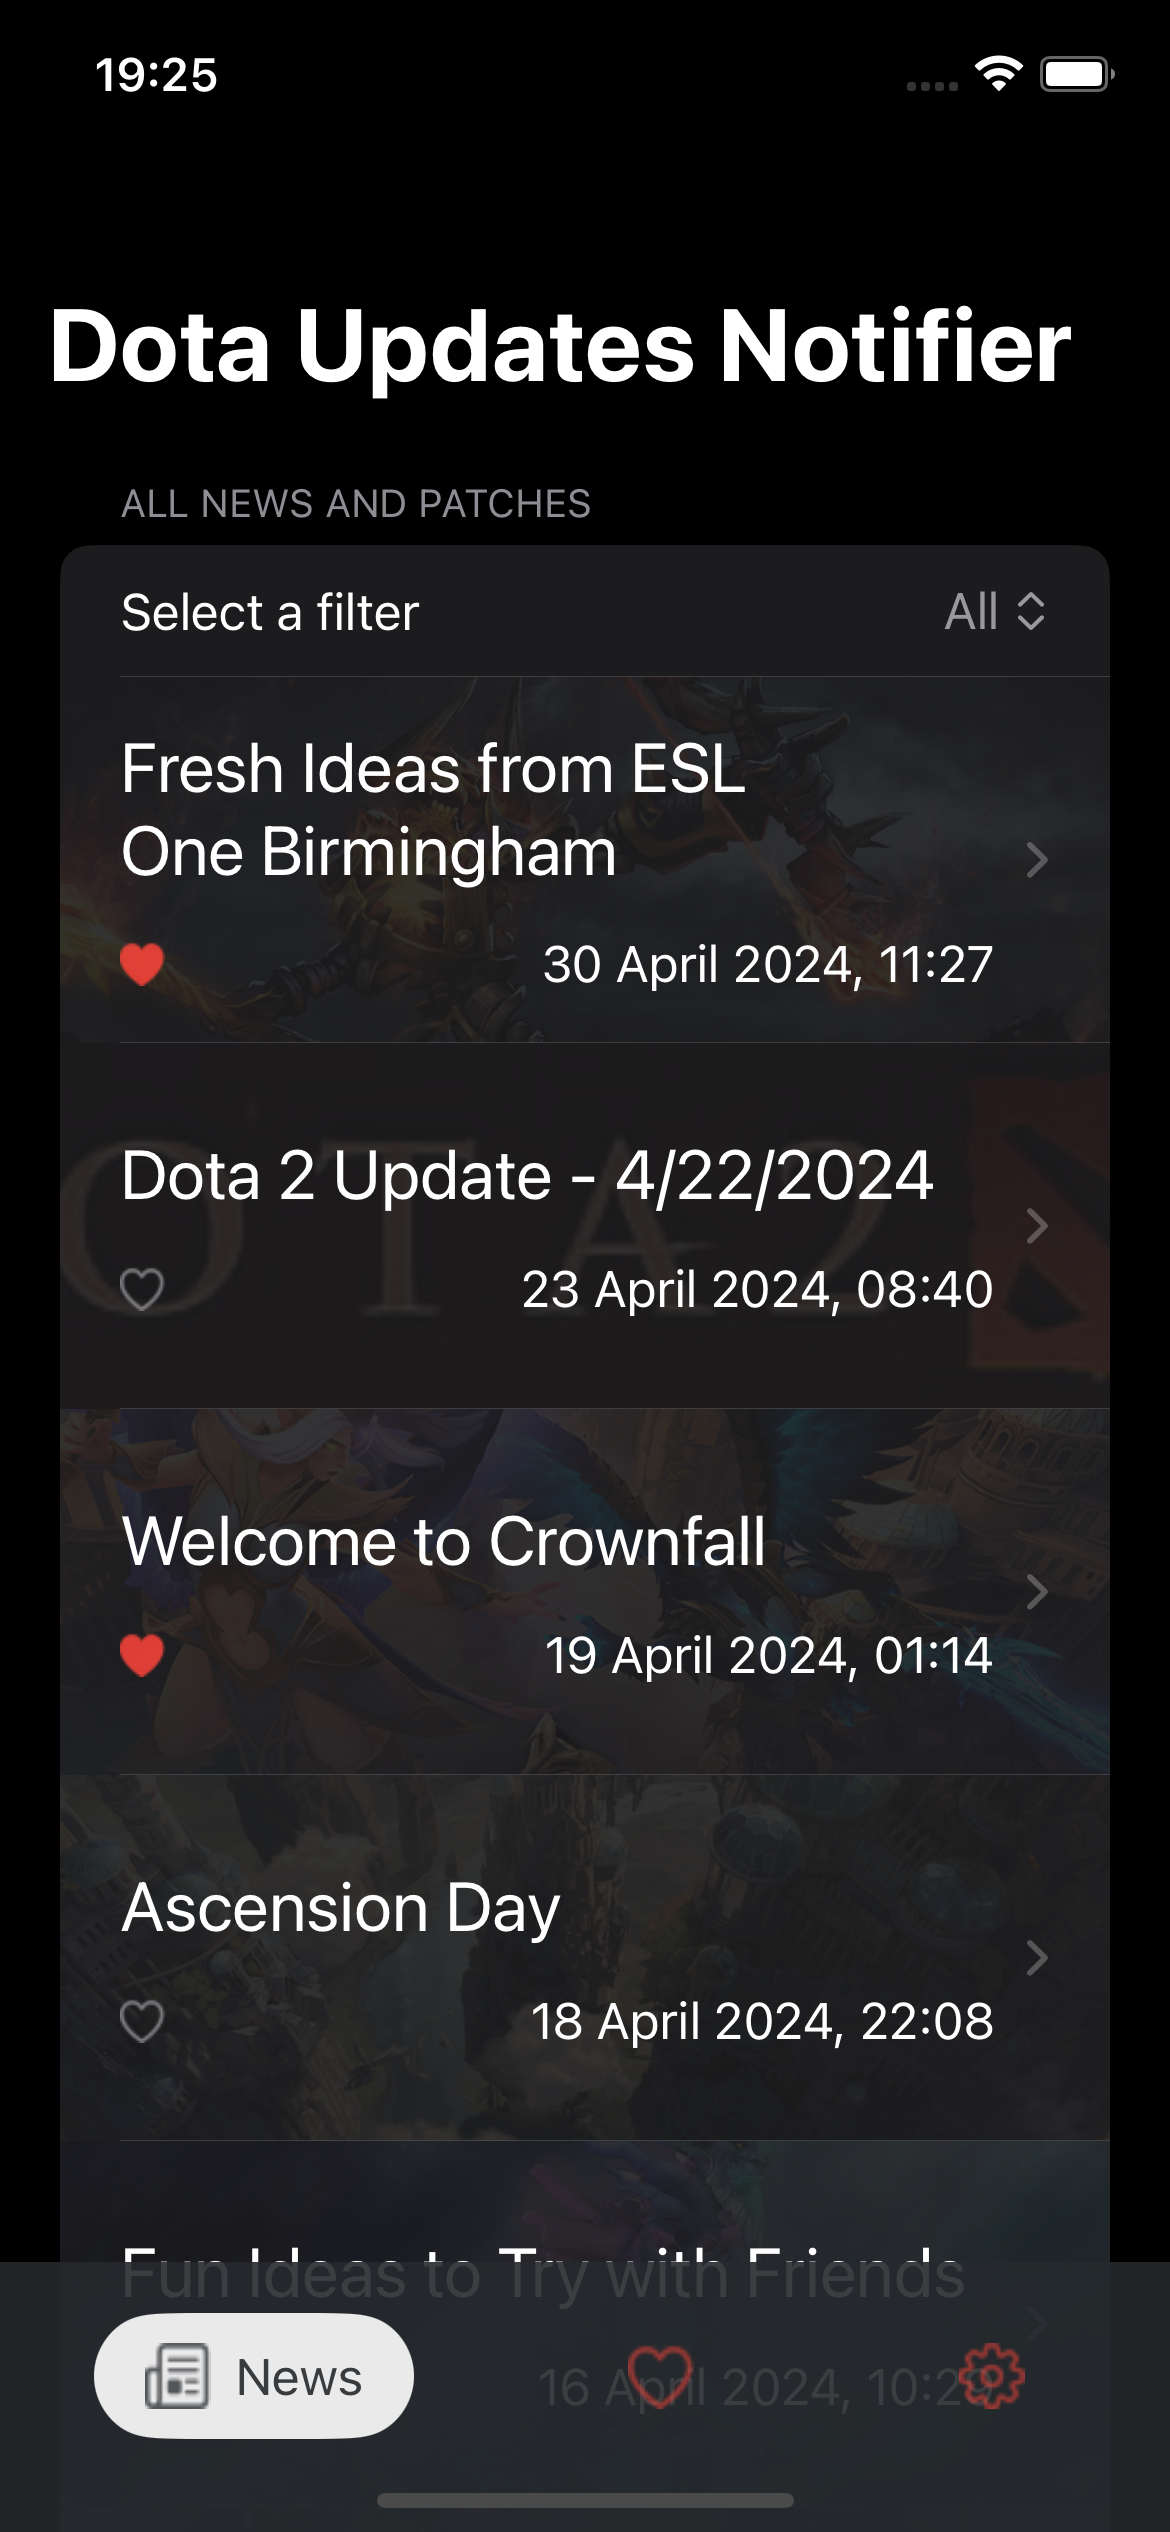 19:25
Dota Updates Notifier
ALL NEWS AND PATCHES
Select a filter
All
Fresh Ideas from ESL
One Birmingham
30 April 2024, 11:27
OTA 2
Dota 2 Update - 4/22/2024
23 April 2024, 08:40
Welcome to Crownfall
19 April 2024, 01:14
Ascension Day
18 April 2024, 22:08
Fun Ideas to Try with Friends
16 April 2024, 10:29
News